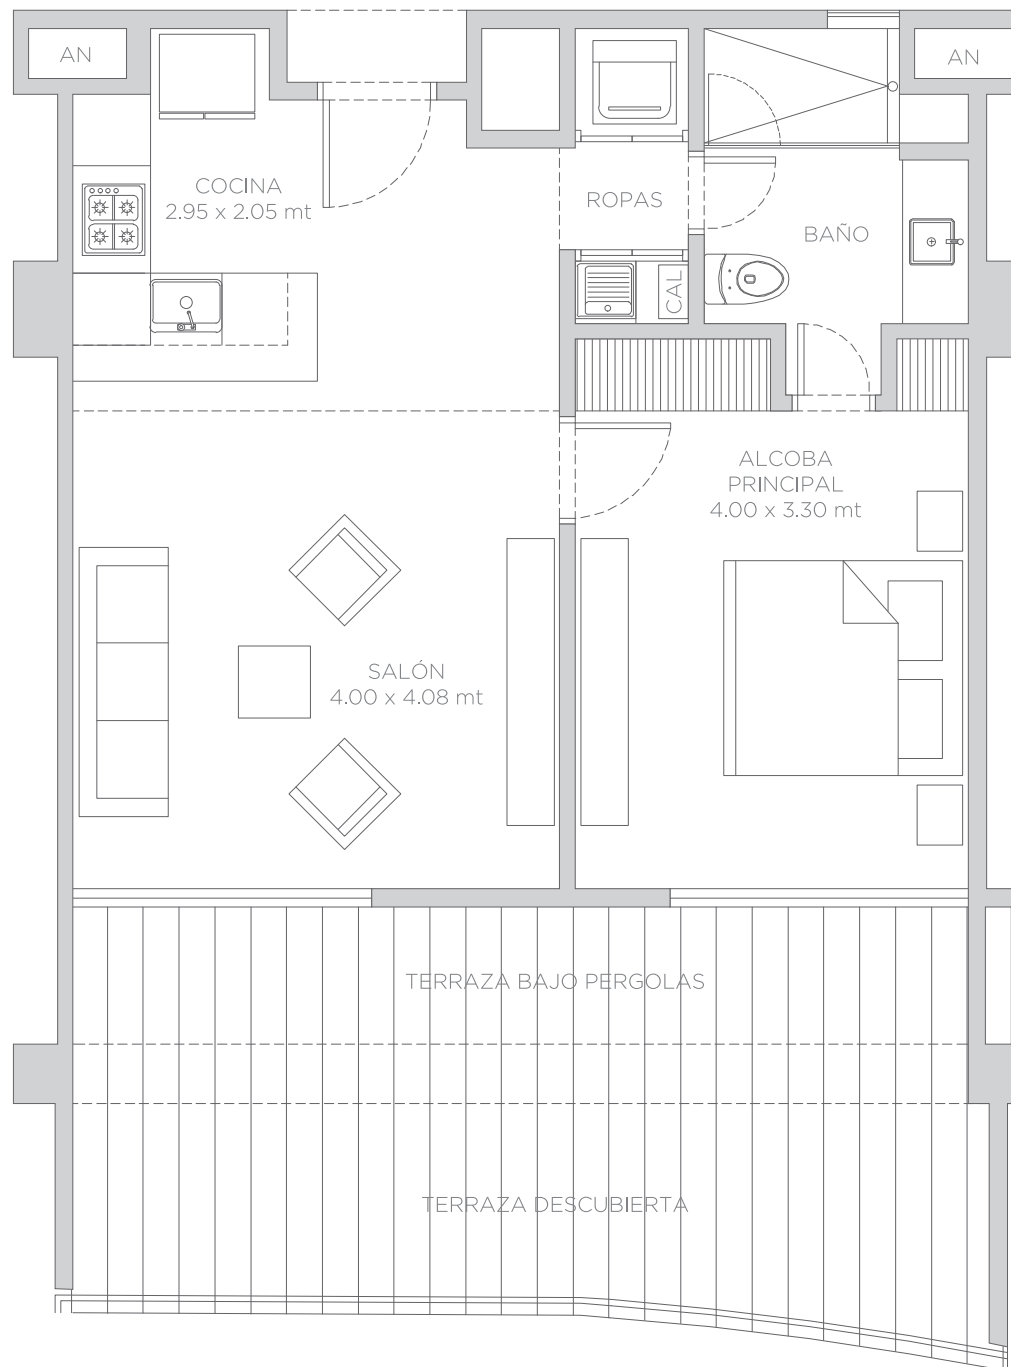 AN
AN
COCINA
2.95 x 2.05 mt
ROPAS
BAÑO
CAL
ALCOBA
PRINCIPAL
4.00 x 3.30 mt
SALÓN
4.00 x 4.08 mt
TERRAZA BAJO PERGOLAS
TERRAZA DESCUBIERTA